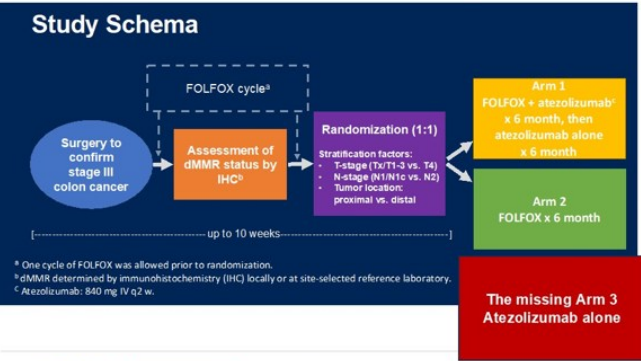 Study Schema
FOLFOX cycleᵃ
Surgery to
confirm
stage III
colon cancer
Assessment of
dMMR status by
IHCᵇ
Randomization (1:1)
Stratification factors:
• T-stage (Tx/T1-3 vs. T4)
• N-stage (N1/N1c vs. N2)
• Tumor location:
proximal vs. distal
Arm 1
FOLFOX + atezolizumabᶜ
x 6 month, then
atezolizumab alone
x 6 month
Arm 2
FOLFOX x 6 month
up to 10 weeks
ᵃ One cycle of FOLFOX was allowed prior to randomization.
ᵇ dMMR determined by immunohistochemistry (IHC) locally or at site-selected reference laboratory.
ᶜ Atezolizumab: 840 mg IV q2 w.
The missing Arm 3
Atezolizumab alone